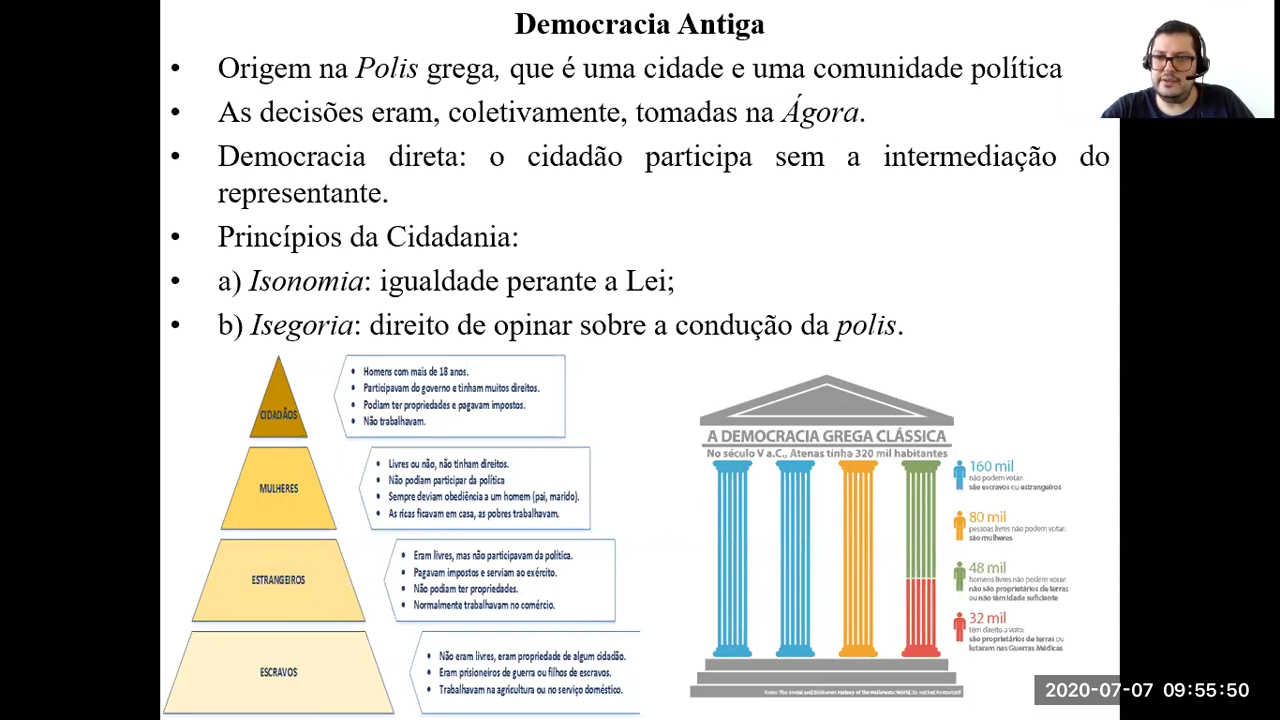 Democracia Antiga
• Origem na Polis grega, que é uma cidade e uma comunidade política
• As decisões eram, coletivamente, tomadas na Ágora.
• Democracia direta: o cidadão participa sem a intermediação do
representante.
• Princípios da Cidadania:
• a) Isonomia: igualdade perante a Lei;
• b) Isegoria: direito de opinar sobre a condução da polis.
CIDADÃOS
• Homens com mais de 18 anos.
• Participavam do governo e tinham muitos direitos.
• Podiam ter propriedades e pagavam impostos.
• Não trabalhavam.
MULHERES
• Livres ou não, não tinham direitos.
• Não podiam participar da política
• Sempre deviam obediência a um homem (pai, marido).
• As ricas ficavam em casa, as pobres trabalhavam.
ESTRANGEIROS
• Eram livres, mas não participavam da política.
• Pagavam impostos e serviam ao exército.
• Não podiam ter propriedades.
• Normalmente trabalhavam no comércio.
ESCRAVOS
• Não eram livres, eram propriedade de algum cidadão.
• Eram prisioneiros de guerra ou filhos de escravos.
• Trabalhavam na agricultura ou no serviço doméstico.
A DEMOCRACIA GREGA CLÁSSICA
No século V a.C., Atenas tinha 320 mil habitantes
160 mil
não podem votar:
são escravos ou estrangeiros
80 mil
pessoas livres não podem votar:
são mulheres
48 mil
homens livres não podem votar:
não são proprietários de terras
ou não têm idade suficiente
32 mil
têm direito a voto:
são proprietários de terras ou
lutaram nas Guerras Médicas
2020-07-07 09:55:50